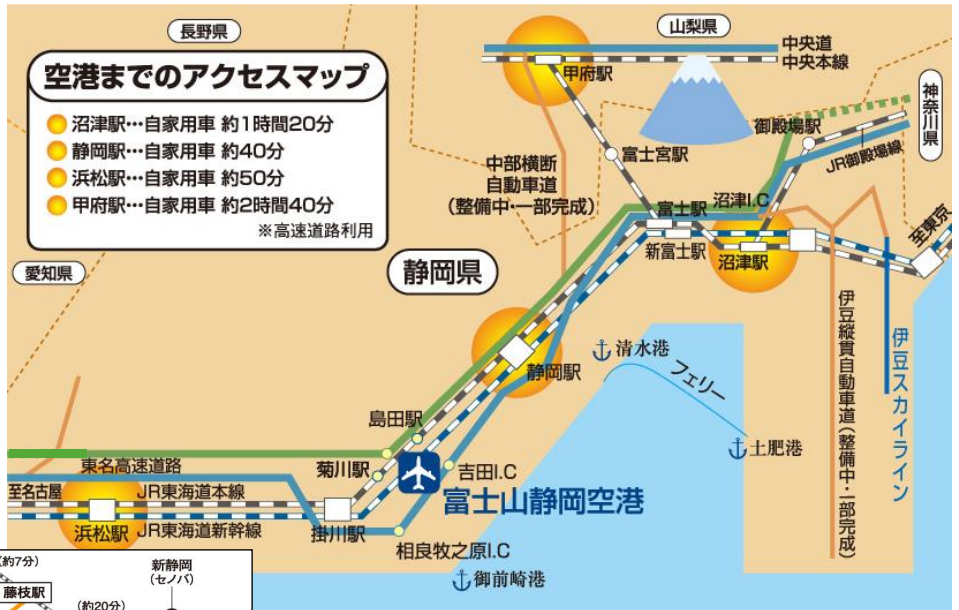 長野県
山梨県
空港までのアクセスマップ
沼津駅…自家用車 約1時間20分
静岡駅…自家用車 約40分
浜松駅…自家用車 約50分
甲府駅…自家用車 約2時間40分
※高速道路利用
中央道
中央本線
甲府駅
神奈川県
御殿場駅
JR御殿場線
富士宮駅
中部横断
自動車道
(整備中・一部完成)
富士駅
沼津I.C
新富士駅
沼津駅
至東京
愛知県
静岡県
伊豆縦貫自動車道(整備中・一部完成)
伊豆スカイライン
清水港
フェリー
土肥港
静岡駅
島田駅
菊川駅
吉田I.C
富士山静岡空港
東名高速道路
至名古屋
JR東海道本線
浜松駅
JR東海道新幹線
掛川駅
相良牧之原I.C
御前崎港
(約7分)
藤枝駅
新静岡
(セノバ)
(約20分)